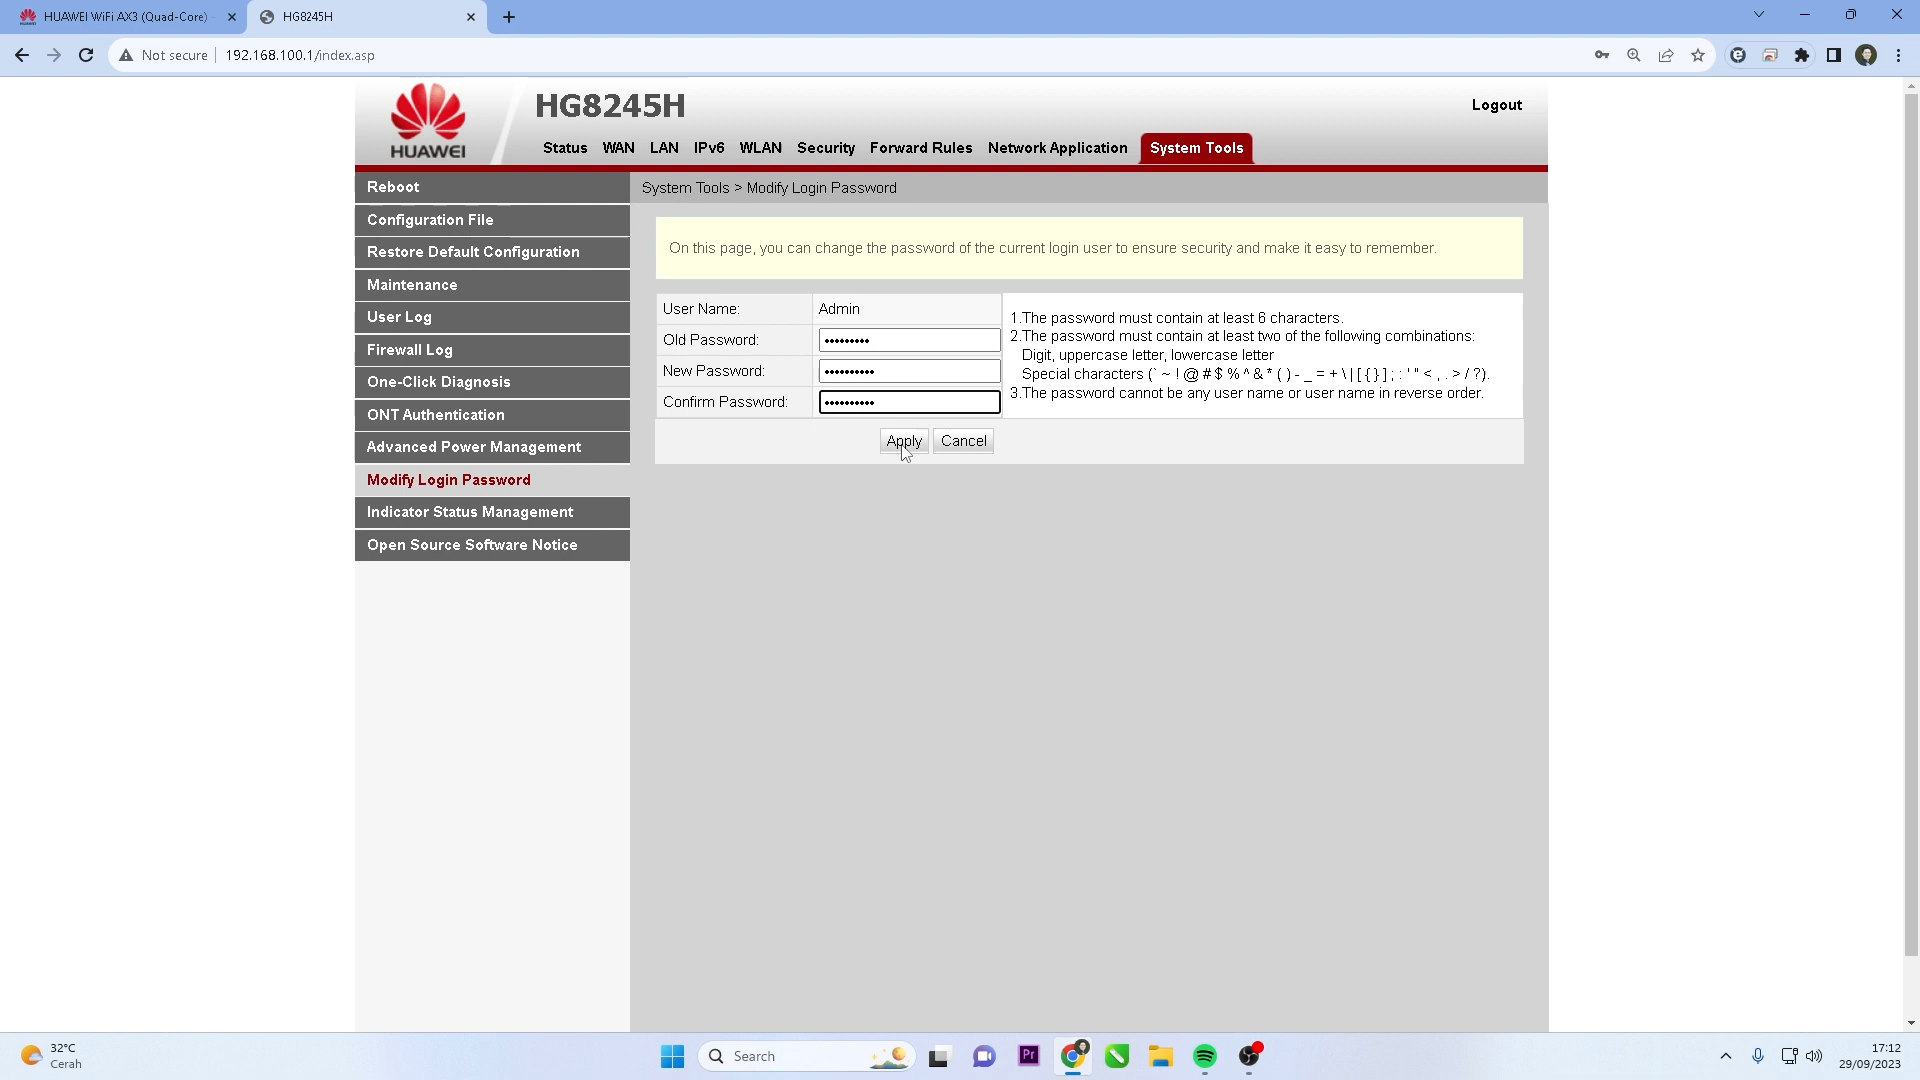 HUAWEI WiFi AX3 (Quad-Core)
HG8245H
Not secure
192.168.100.1/index.asp
HUAWEI
HG8245H
Logout
Status WAN LAN IPv6 WLAN Security Forward Rules Network Application System Tools
Reboot
Configuration File
Restore Default Configuration
Maintenance
User Log
Firewall Log
One-Click Diagnosis
ONT Authentication
Advanced Power Management
Modify Login Password
Indicator Status Management
Open Source Software Notice
System Tools > Modify Login Password
On this page, you can change the password of the current login user to ensure security and make it easy to remember.
User Name: Admin
Old Password: •••••••••
New Password: ••••••••••
Confirm Password: ••••••••••
1.The password must contain at least 6 characters.
2.The password must contain at least two of the following combinations:
Digit, uppercase letter, lowercase letter
Special characters (` ~ ! @ # $ % ^ & * ( ) - _ = + \ | [ { } ] ; : ' " < , . > / ?).
3.The password cannot be any user name or user name in reverse order.
Apply Cancel
32°C
Cerah
Search
Pr
17:12
29/09/2023